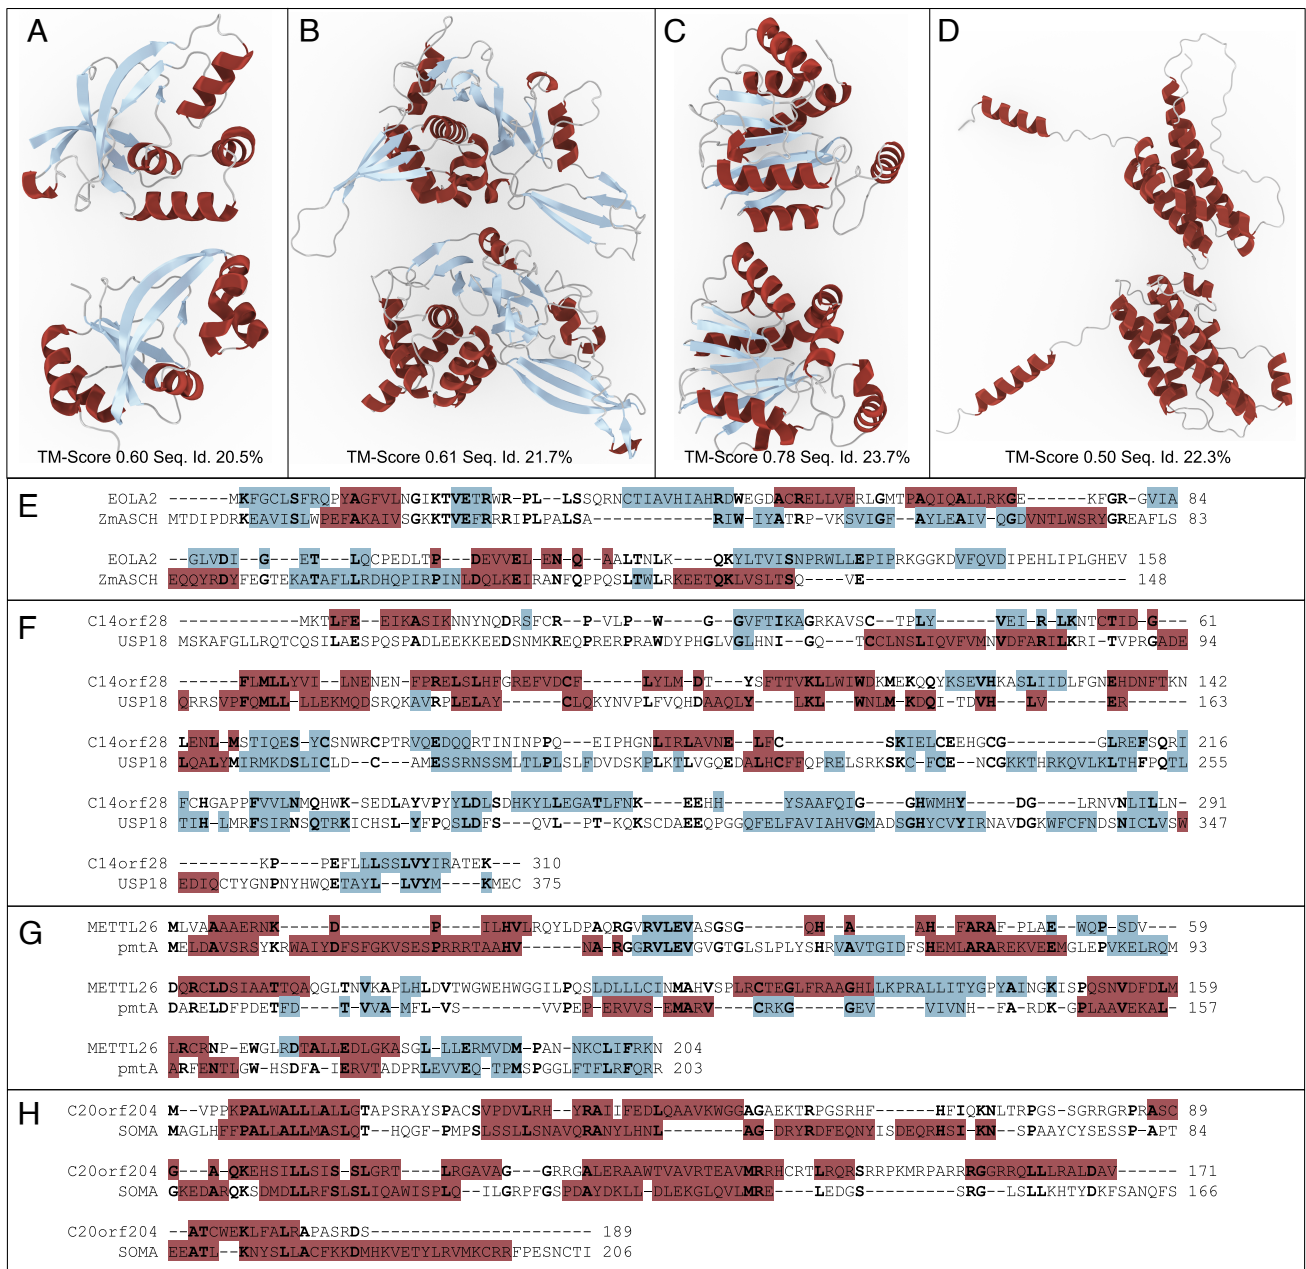 A
B
C
D
TM-Score 0.60 Seq. Id. 20.5%
TM-Score 0.61 Seq. Id. 21.7%
TM-Score 0.78 Seq. Id. 23.7%
TM-Score 0.50 Seq. Id. 22.3%
E
EOLA2 ------MKFGCLSFRQPYAGFVLNGIKTVETRWR-PL--LSSQRNCTIAVHIAHRDWEGDACRELLVERLGMTPAQIQALLRKGE------KFGR-GVIA 84
ZmASCH MTDIPDRKEAVISLWPEFAKAIVSGKKTVEFRRRIPLPALSA------------RIW-IYATRP-VKSVIGF--AYLEAIV-QGDVNTLWSRYGREAFLS 83
EOLA2 --GLVDI--G---ET---LQCPEDLTP---DEVVEL-EN-Q--AALTNLK----QKYLTVISNPRWLLEPIPRKGGKDVFQVDIPEHLIPLGHEV 158
ZmASCH EQQYRDYFEGTEKATAFLLRDHQPIRPINLDQLKEIRANFQPPQSLTWLRKEETQKLVSLTSQ----VE-------------------------- 148
F
C14orf28 ------------MKTLFE--EIKASIKNNYNQDRSFCR--P-VLP--W----G--GVFTIKAGRKAVSC--TPLY------VEI-R-LKNTCTID-G--- 61
USP18 MSKAFGLLRQTCQSILAESPQSPADLEEKKEEDSNMKREQPRERPRAWDYPHGLVGLHNI--GQ---TCCLNSLIQVFVMNVDFARILKRI-TVPRGADE 94
C14orf28 ------FLMLLYVI--LNENENEN-FPRELSLHFGREFVDCF------LYLM-DT----YSFTTVKLLWIWDKMEKQQYKSEVHKASLIIDLFGNEHDNFTKN 142
USP18 QRRSVPFQMLL-LLEKMQDSRQKAVRPLELAY------CLQKYNVPLFVQHDAAQLY----LKL--WNLM-KDQI-TDVH---LV------ER------ 163
C14orf28 LENL-MSTIQES-YCSNWRCPTRVQEDQQRTININPPQ---EIPHGNLIRLAVNE--LFC----------SKIELCEEHGCG---------GLREFSQRI 216
USP18 LQALYMIRMKDSLICLD--C--AMESSRNSSMLTLPLSLFDVDSKPLKTLVGQEDALHCFFQPRELSRKSKC-FCE--NCGKKTHRKQVLKLTHFPQTL 255
C14orf28 FCHGAPPFVVLNMQHWK-SEDLAYVPYYLDLSDHKYLLEGATLFNK----EEHH------YSAAFQIG----GHWMHY-----DG----LRNVNLILLN- 291
USP18 TIH-LMRFSIRNSQTRKICHSL-YFPQSLDFS---QVL--PT-KQKSCDAEEQPGGQFELFAVIAHVGMADSGHYCVYIRNAVDGKWFCFNDSNICLVSW 347
C14orf28 --------KP----PEFLLLSSLVYIRATEK--- 310
USP18 EDIQCTYGNPNYHWQETAYL--LVYM----KMEC 375
G
METTL26 MLVAAAAERNK-----D---------P----ILHVLRQYLDPAQRGVRVLEVASGSG------QH-A------AH--FARAF-PLAE--WQP-SDV--- 59
pmtA MELDAVSRSYKRWAIYDFSFGKVSESPRRRTAAHV------NA-RGGRVLEVGVGTGLSLPLYSHRVAVTGIDFSHEMLARAREKVEEMGLEPVKELRQM 93
METTL26 DQRCLDSIAATTQAQGLTNVKAPLHLDVTWGWEHWGGILPQSLDLLLCINMAHVSPLRCTEGLFRAAGHLLKPRALLITYGPYAINGKISPQSNVDFDLM 159
pmtA DARELDFPDETFD----T-VVA-MFL-VS--------VVPEP-ERVVS-EMARV----CRKG----GEV-----VIVNH--FA-RDK-GPLAAVEKAL- 157
METTL26 LRCRNP-EWGLRDTALLEDLGKASGL-LLERMVDM-PAN-NKCLIFRKN 204
pmtA ARFENTLGW-HSDFA-IERVTADPRLEVVEQ-TPMSPGGLFTFLRFQRR 203
H
C20orf204 M--VPPKPALWALLLALLGTAPSRAYSPACSVPDVLRH--YRAIIFEDLQAAVKWGGAGAEKTRPGSRHF------HFIQKNLTRPGS-SGRRGRPRASC 89
SOMA MAGLHFFPALLALLMASLQT--HQGF-PMPSLSSLLSNAVQRANYLHNL--------AG-DRYRDFEQNYISDEQRHSI-KN--SPAAYCYSESSP-APT 84
C20orf204 G---A-QKEHSILLSIS-SLGRT----LRGAVAG---GRRGALERAAWTVAVRTEAVMRRHCRTLRQRSRRPKMRPARRRGGRRQLLLRALDAV------ 171
SOMA GKEDARQKSDMDLLRFSLSLIQAWISPLQ--ILGRPFGSPDAYDKLL-DLEKGLQVLMRE----LEDGS---------SRG--LSLLKHTYDKFSANQFS 166
C20orf204 --ATCWEKLFALRAPASRDS---------------------- 189
SOMA EEATL--KNYSLLACFKKDMHKVETYLRVMKCRRFPESNCTI 206